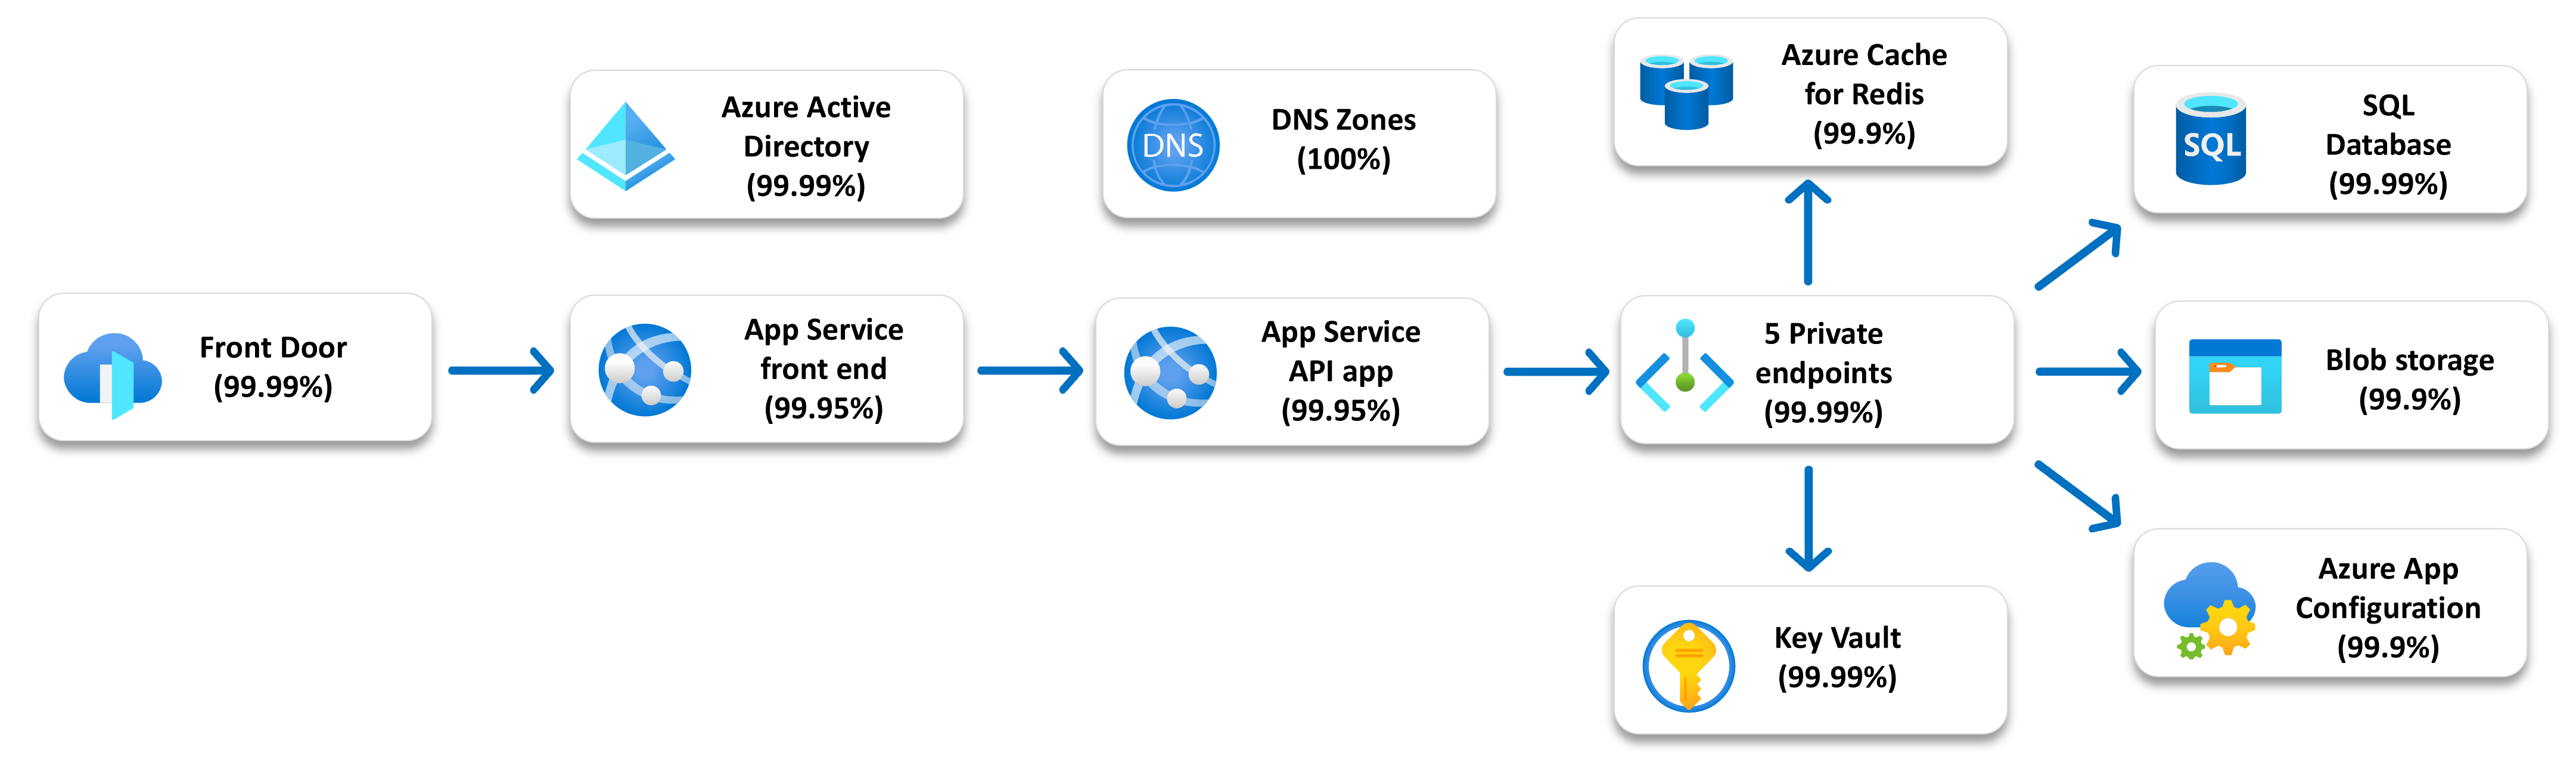 Azure Active
Directory
(99.99%)
DNS
DNS Zones
(100%)
Azure Cache
for Redis
(99.9%)
SQL
SQL
Database
(99.99%)
Front Door
(99.99%)
App Service
front end
(99.95%)
App Service
API app
(99.95%)
5 Private
endpoints
(99.99%)
Blob storage
(99.9%)
Key Vault
(99.99%)
Azure App
Configuration
(99.9%)